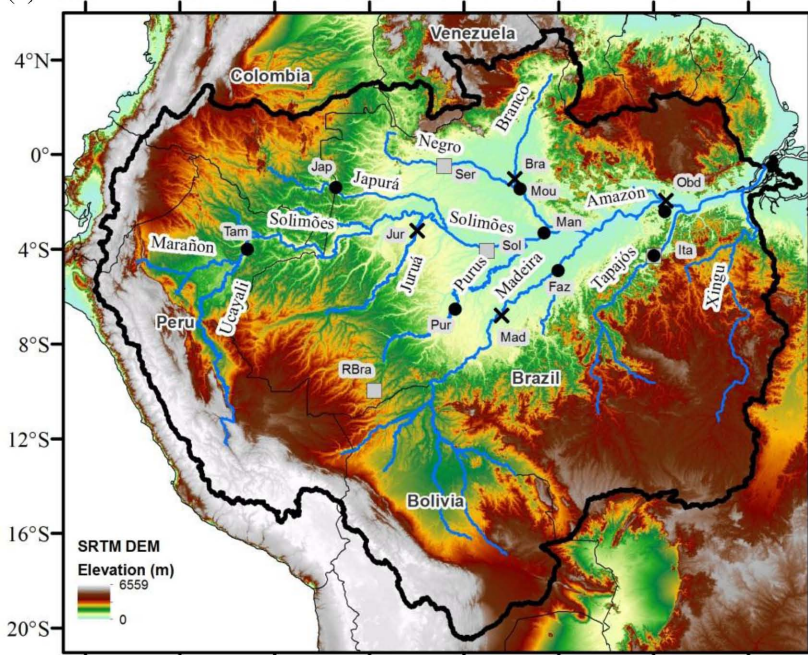 Venezuela
4°N
Colombia
Branco
Negro
0°
Jap
Ser
Bra
Japurá
Mou
Obd
Amazon
Solimões
Solimões
Man
Tam
Jur
Marañon
4°S
Sol
Ita
Juruá
Purus
Madeira
Faz
Tapajós
Xingu
Ucayali
Peru
Pur
Mad
8°S
RBra
Brazil
12°S
Bolivia
16°S
SRTM DEM
Elevation (m)
6559
0
20°S